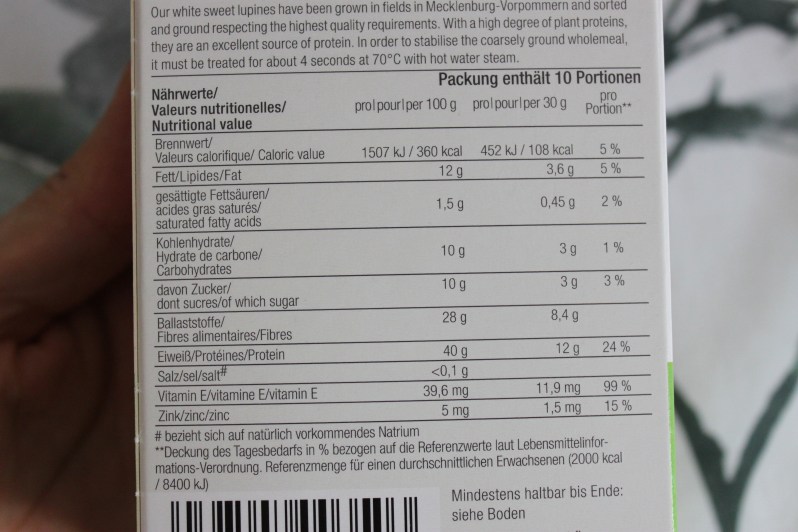 Our white sweet lupines have been grown in fields in Mecklenburg-Vorpommern and sorted
and ground respecting the highest quality requirements. With a high degree of plant proteins,
they are an excellent source of protein. In order to stabilise the coarsely ground wholemeal,
it must be treated for about 4 seconds at 70°C with hot water steam.
Packung enthält 10 Portionen
Nährwerte/
Valeurs nutritionelles/
Nutritional value
pro|pour|per 100 g pro|pour|per 30 g pro
Portion**
Brennwert/
Valeurs calorifique/ Caloric value 1507 kJ / 360 kcal 452 kJ / 108 kcal 5 %
Fett/Lipides/Fat 12 g 3,6 g 5 %
gesättigte Fettsäuren/
acides gras saturés/
saturated fatty acids 1,5 g 0,45 g 2 %
Kohlenhydrate/
Hydrate de carbone/
Carbohydrates 10 g 3 g 1 %
davon Zucker/
dont sucres/of which sugar 10 g 3 g 3 %
Ballaststoffe/
Fibres alimentaires/Fibres 28 g 8,4 g
Eiweiß/Protéines/Protein 40 g 12 g 24 %
Salz/sel/salt# <0,1 g
Vitamin E/vitamine E/vitamin E 39,6 mg 11,9 mg 99 %
Zink/zinc/zinc 5 mg 1,5 mg 15 %
# bezieht sich auf natürlich vorkommendes Natrium
**Deckung des Tagesbedarfs in % bezogen auf die Referenzwerte laut Lebensmittelinfor-
mations-Verordnung. Referenzmenge für einen durchschnittlichen Erwachsenen (2000 kcal
/ 8400 kJ)
Mindestens haltbar bis Ende:
siehe Boden